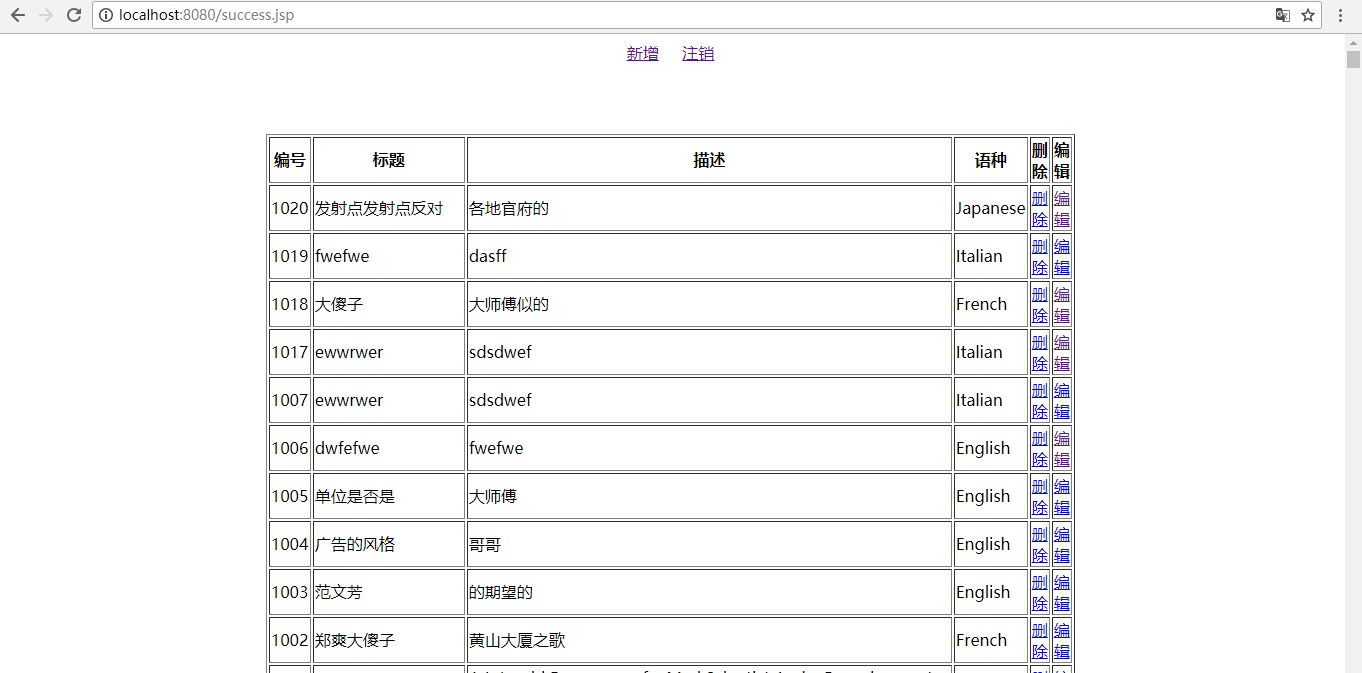 localhost:8080/success.jsp
新增 注销
编号 标题 描述 语种 删除 编辑
1020 发射点发射点反对 各地官府的 Japanese 删除 编辑
1019 fwefwe dasff Italian 删除 编辑
1018 大傻子 大师傅似的 French 删除 编辑
1017 ewwrwer sdsdwef Italian 删除 编辑
1007 ewwrwer sdsdwef Italian 删除 编辑
1006 dwfefwe fwefwe English 删除 编辑
1005 单位是否是 大师傅 English 删除 编辑
1004 广告的风格 哥哥 English 删除 编辑
1003 范文芳 的期望的 English 删除 编辑
1002 郑爽大傻子 黄山大厦之歌 French 删除 编辑